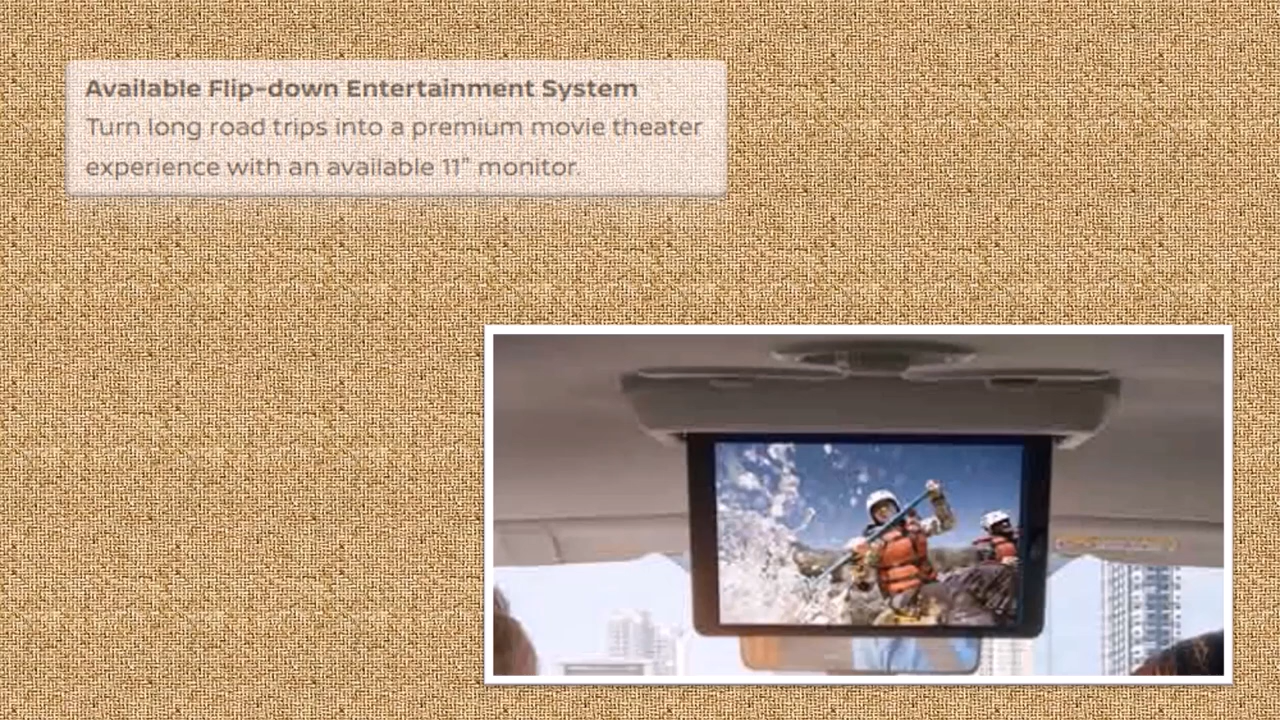 Available Flip-down Entertainment System
Turn long road trips into a premium movie theater
experience with an available 11" monitor.